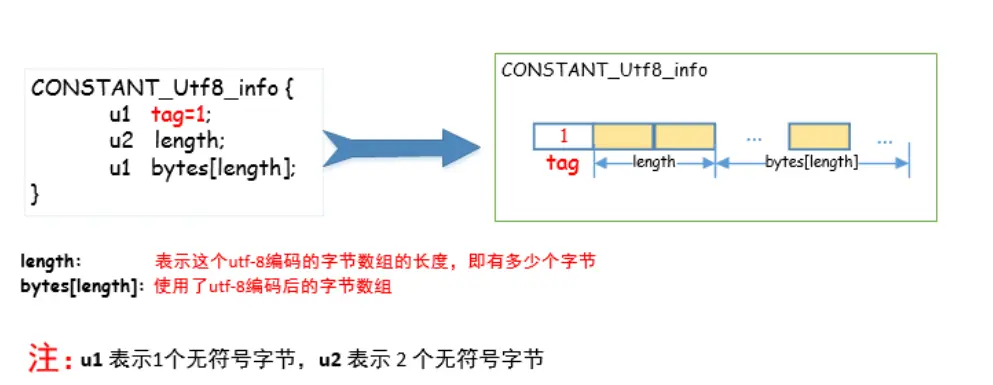 CONSTANT_Utf8_info {
u1 tag=1;
u2 length;
u1 bytes[length];
}
CONSTANT_Utf8_info
1 ... ...
tag length bytes[length]
length: 表示这个utf-8编码的字节数组的长度，即有多少个字节
bytes[length]: 使用了utf-8编码后的字节数组
注: u1 表示1个无符号字节，u2 表示 2 个无符号字节